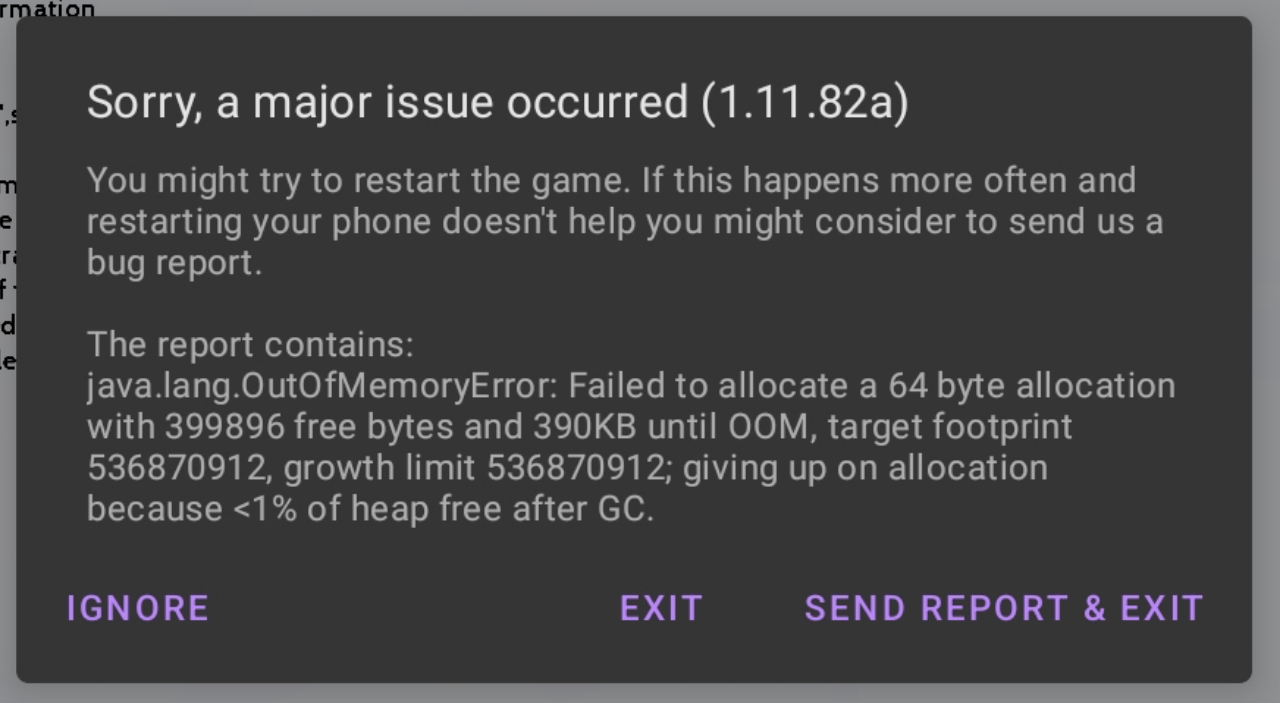 rmation
Sorry, a major issue occurred (1.11.82a)
You might try to restart the game. If this happens more often and
restarting your phone doesn't help you might consider to send us a
bug report.
The report contains:
java.lang.OutOfMemoryError: Failed to allocate a 64 byte allocation
with 399896 free bytes and 390KB until OOM, target footprint
536870912, growth limit 536870912; giving up on allocation
because <1% of heap free after GC.
IGNORE EXIT SEND REPORT & EXIT